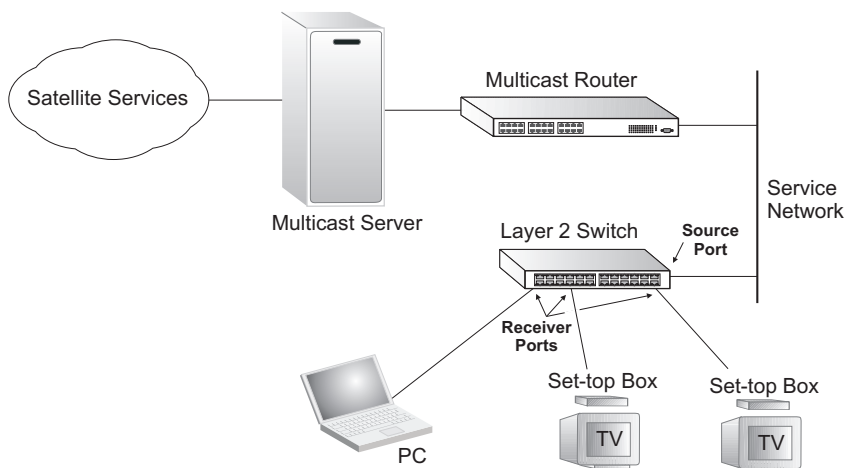 Satellite Services
Multicast Router
Multicast Server
Service
Network
Layer 2 Switch
Source
Port
Receiver
Ports
Set-top Box
Set-top Box
TV
TV
PC